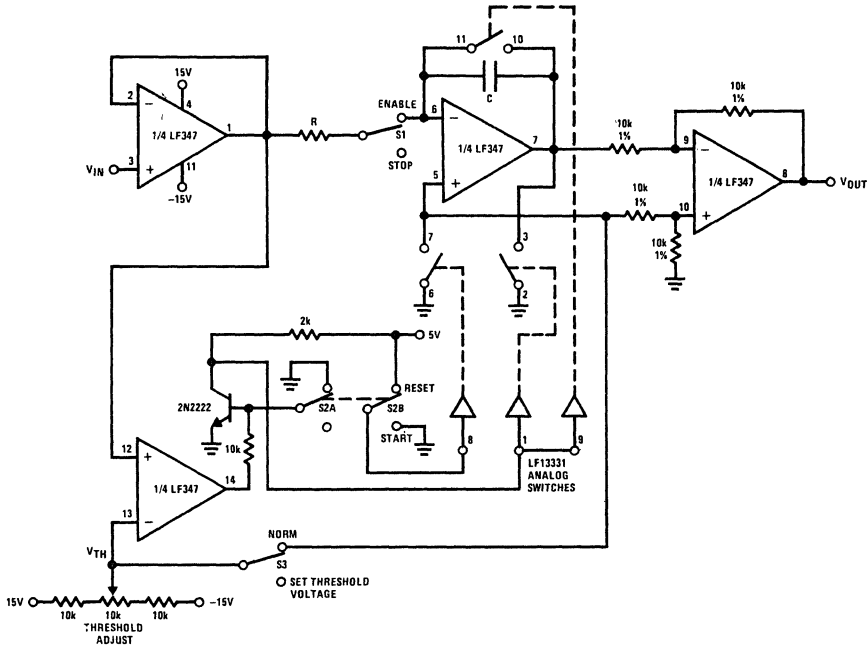 11
10
C
15V
2
4
1/4 LF347
1
3
11
-15V
VIN
R
ENABLE
S1
STOP
6
1/4 LF347
7
5
10k
1%
10k
1%
9
1/4 LF347
8
VOUT
10k
1%
10
10k
1%
7
6
3
2
2k
5V
RESET
2N2222
S2A
S2B
START
10k
8
1
9
LF13331
ANALOG
SWITCHES
12
1/4 LF347
14
13
VTH
NORM
S3
SET THRESHOLD
VOLTAGE
15V
10k
10k
10k
-15V
THRESHOLD
ADJUST